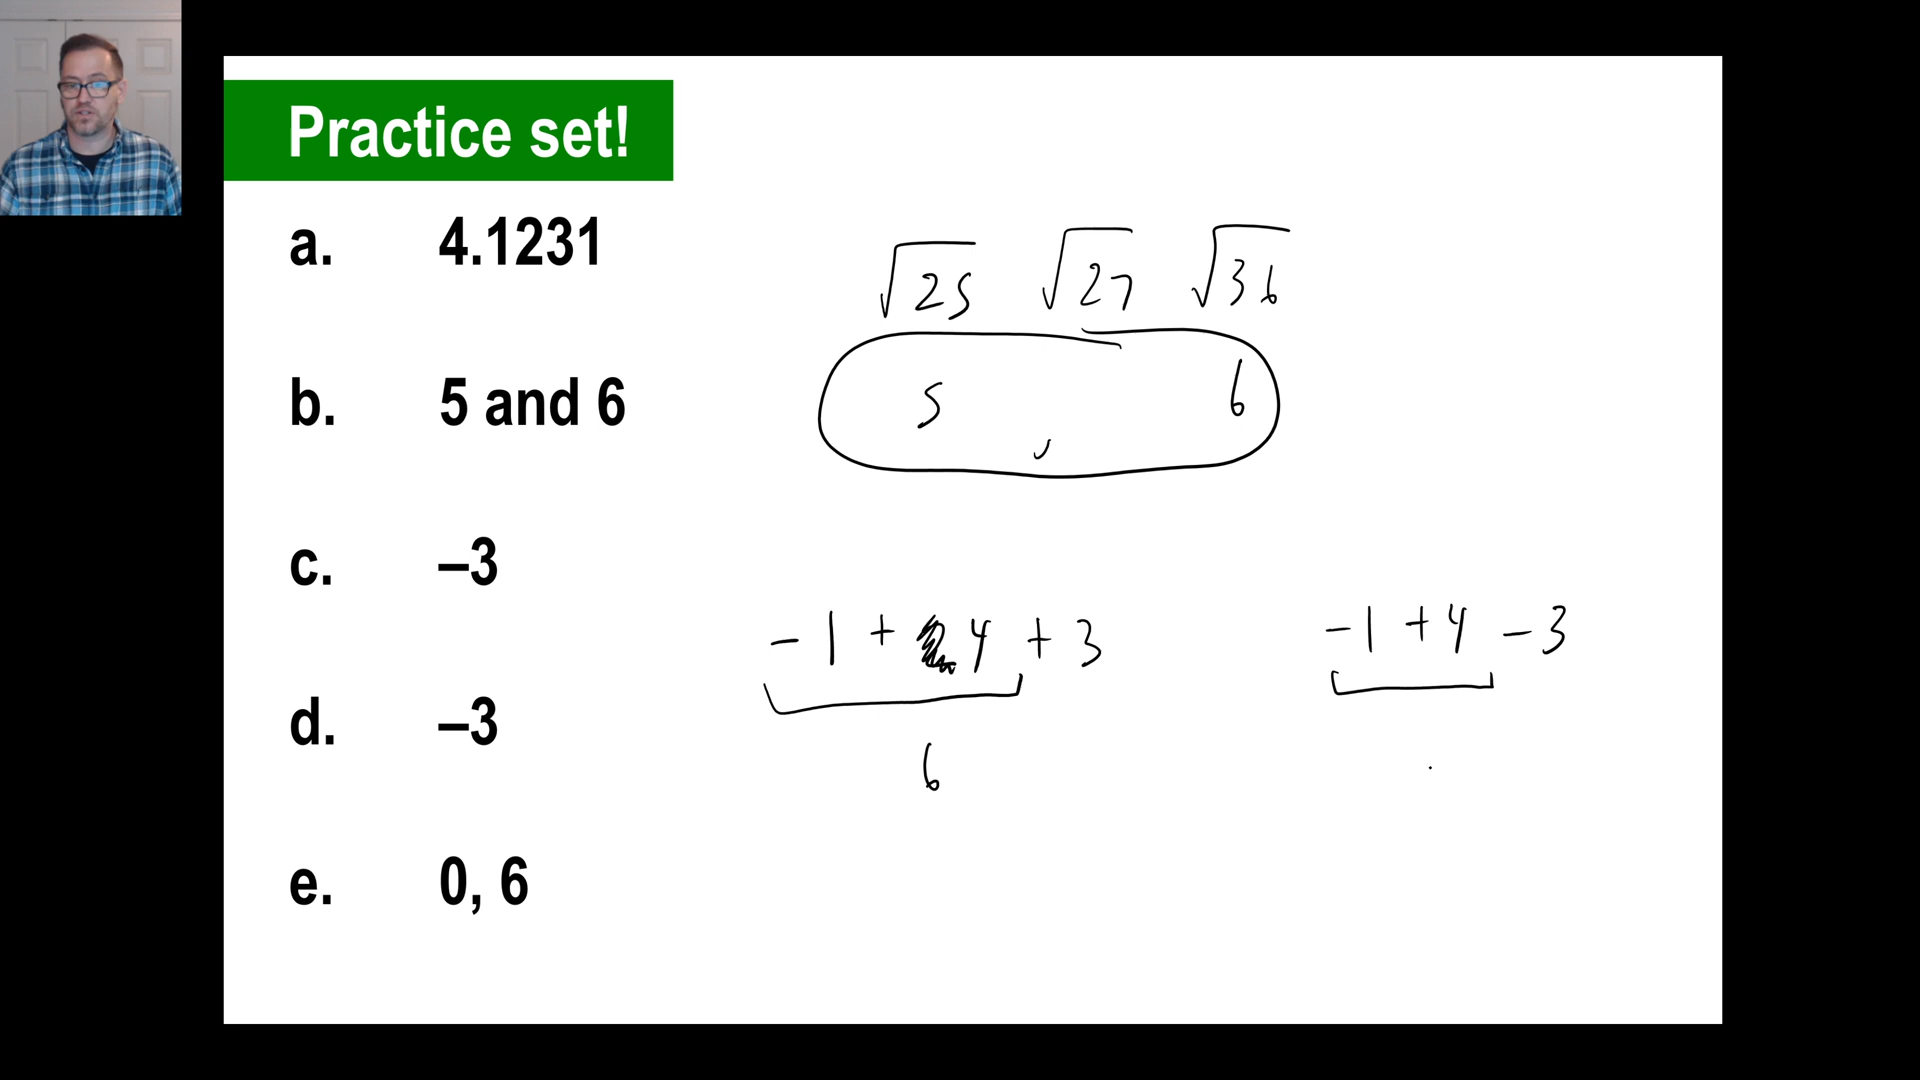 Practice set!
a. 4.1231
√25 √27 √36
b. 5 and 6
5 6
c. –3
-1 + 4 + 3
-1 + 4 - 3
d. –3
6
e. 0, 6